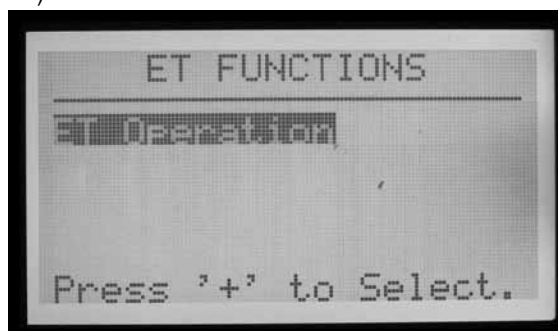 ET FUNCTIONS
ET Operation
Press '+' to Select.